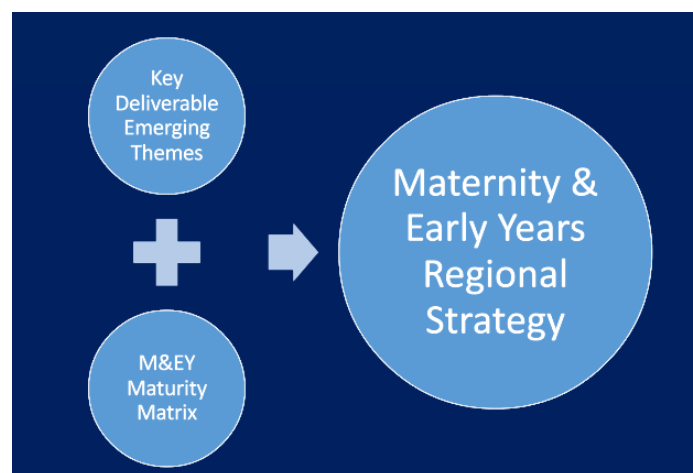 Key
Deliverable
Emerging
Themes
M&EY
Maturity
Matrix
Maternity &
Early Years
Regional
Strategy